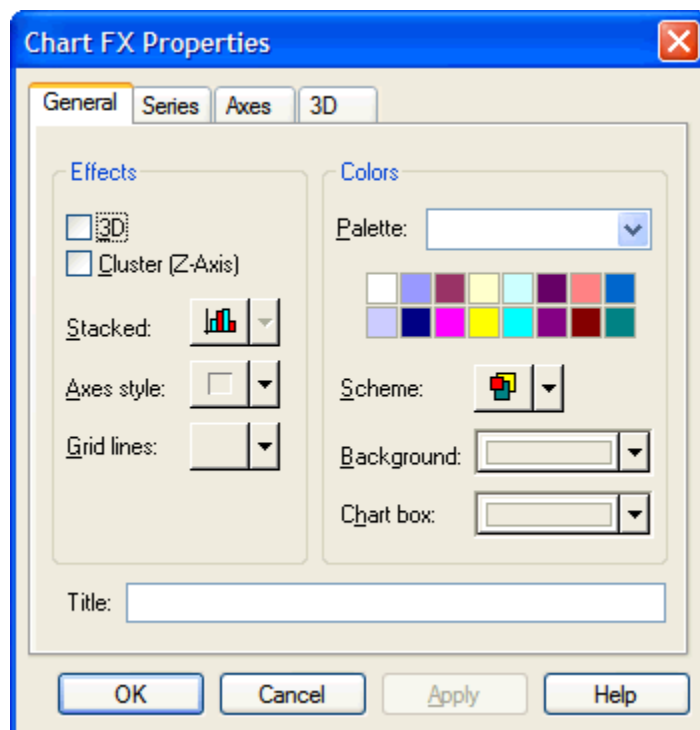 Chart FX Properties
General Series Axes 3D
Effects
3D
Cluster (Z-Axis)
Stacked:
Axes style:
Grid lines:
Colors
Palette:
Scheme:
Background:
Chart box:
Title:
OK Cancel Apply Help